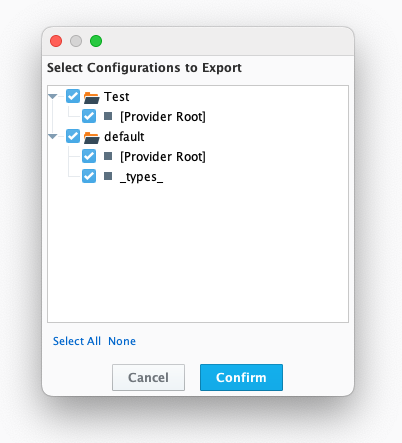 Select Configurations to Export
Test
[Provider Root]
default
[Provider Root]
_types_
Select All None
Cancel Confirm